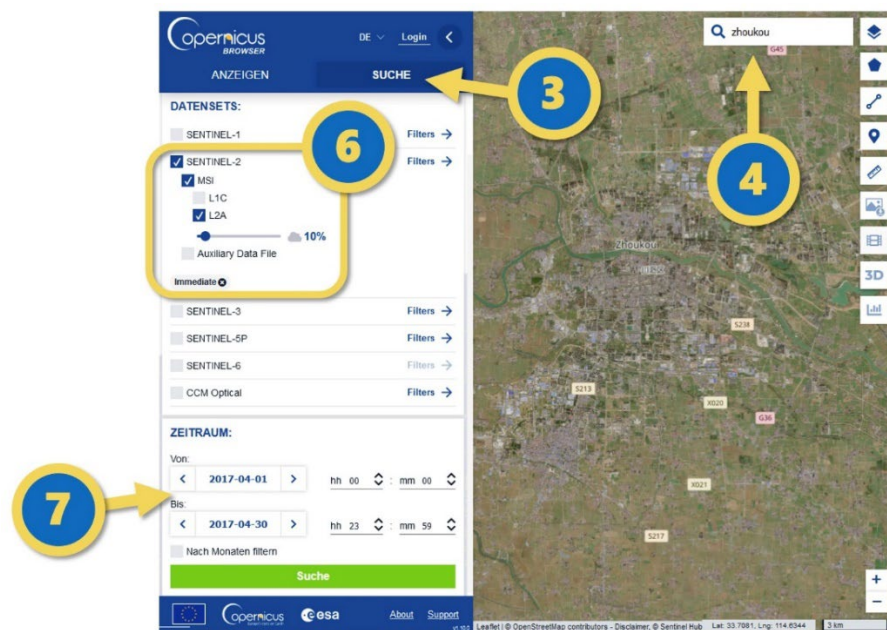 Copernicus
BROWSER
DE
Login
ANZEIGEN
SUCHE
3
DATENSETS:
SENTINEL-1
Filters →
6
SENTINEL-2
Filters →
MSI
L1C
L2A
10%
Auxiliary Data File
Immediate
SENTINEL-3
Filters →
SENTINEL-5P
Filters →
SENTINEL-6
Filters →
CCM Optical
Filters →
ZEITRAUM:
Von:
2017-04-01
hh 00 : mm 00
7
Bis:
2017-04-30
hh 23 : mm 59
Nach Monaten filtern
Suche
Copernicus
esa
About
Support
zhoukou
G45
4
Zhoukou
S238
S213
X020
G36
X021
S217
3D
+
−
Leaflet | © OpenStreetMap contributors - Disclaimer, © Sentinel Hub
Lat: 33.7081, Lng: 114.6344
3 km